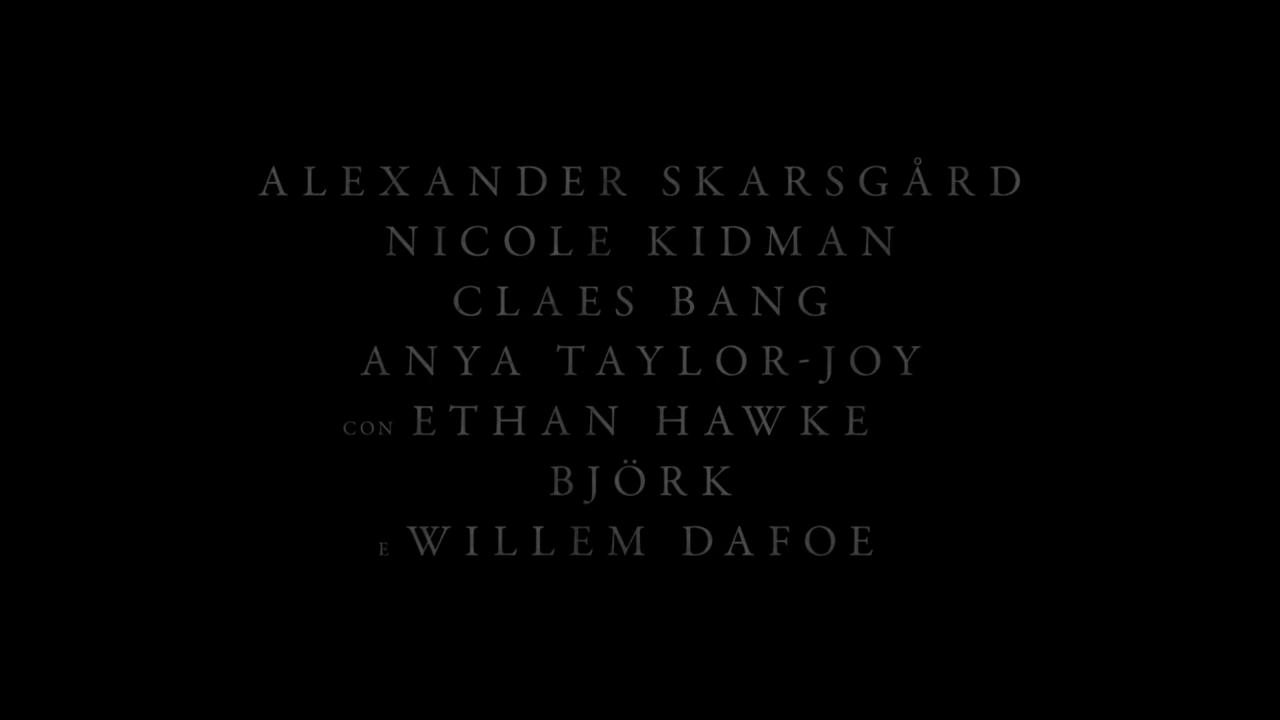 ALEXANDER SKARSGÅRD
NICOLE KIDMAN
CLAES BANG
ANYA TAYLOR-JOY
CON ETHAN HAWKE
BJÖRK
E WILLEM DAFOE